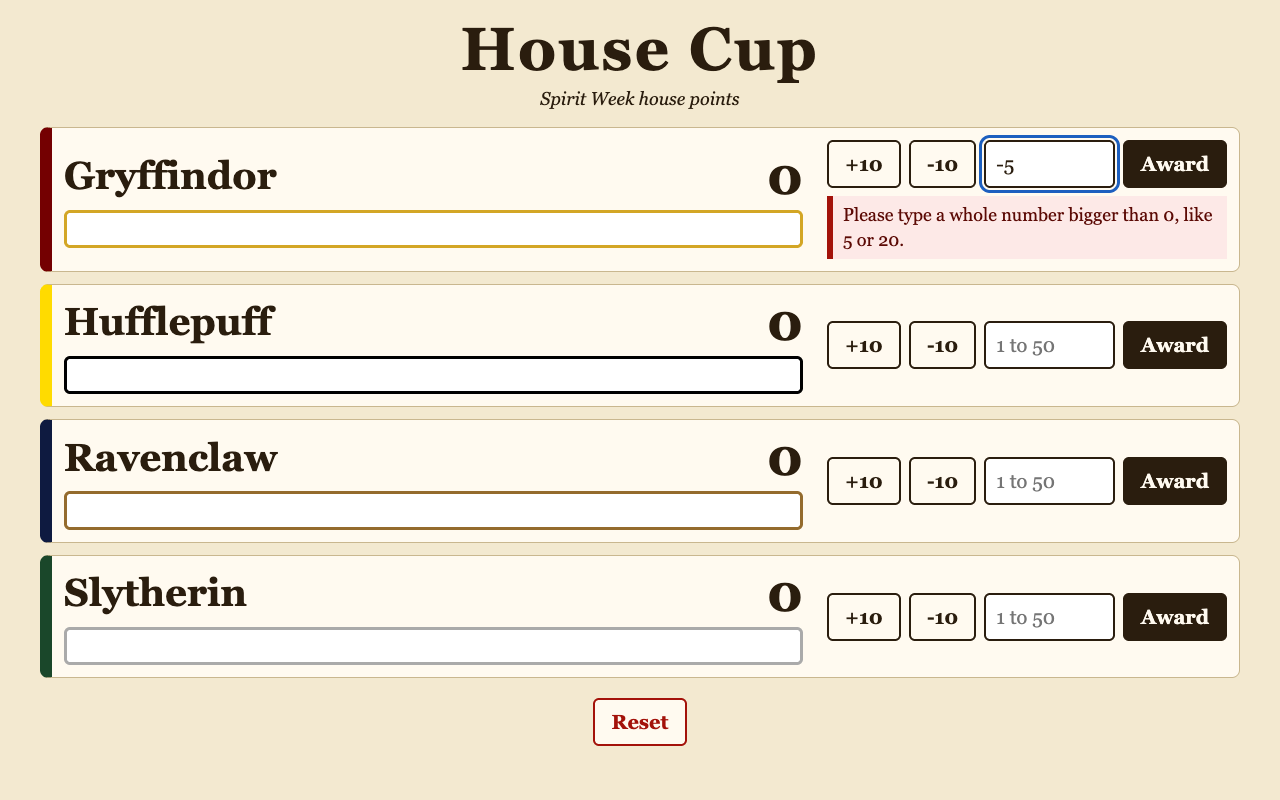 House Cup
Spirit Week house points
Gryffindor 0 +10 -10 -5 Award
Please type a whole number bigger than 0, like
5 or 20.
Hufflepuff 0 +10 -10 1 to 50 Award
Ravenclaw 0 +10 -10 1 to 50 Award
Slytherin 0 +10 -10 1 to 50 Award
Reset